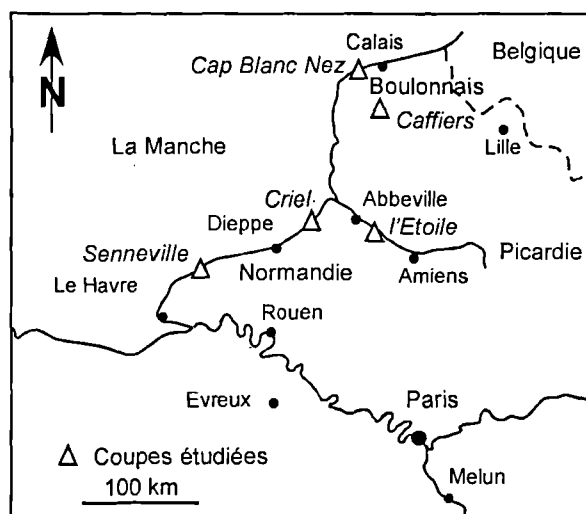 Calais
Belgique
Cap Blanc Nez
Boulonnais
N
Caffiers
Lille
La Manche
Criel
Abbeville
Dieppe
l'Etoile
Senneville
Picardie
Normandie
Amiens
Le Havre
Rouen
Evreux
Paris
Coupes étudiées
Melun
100 km